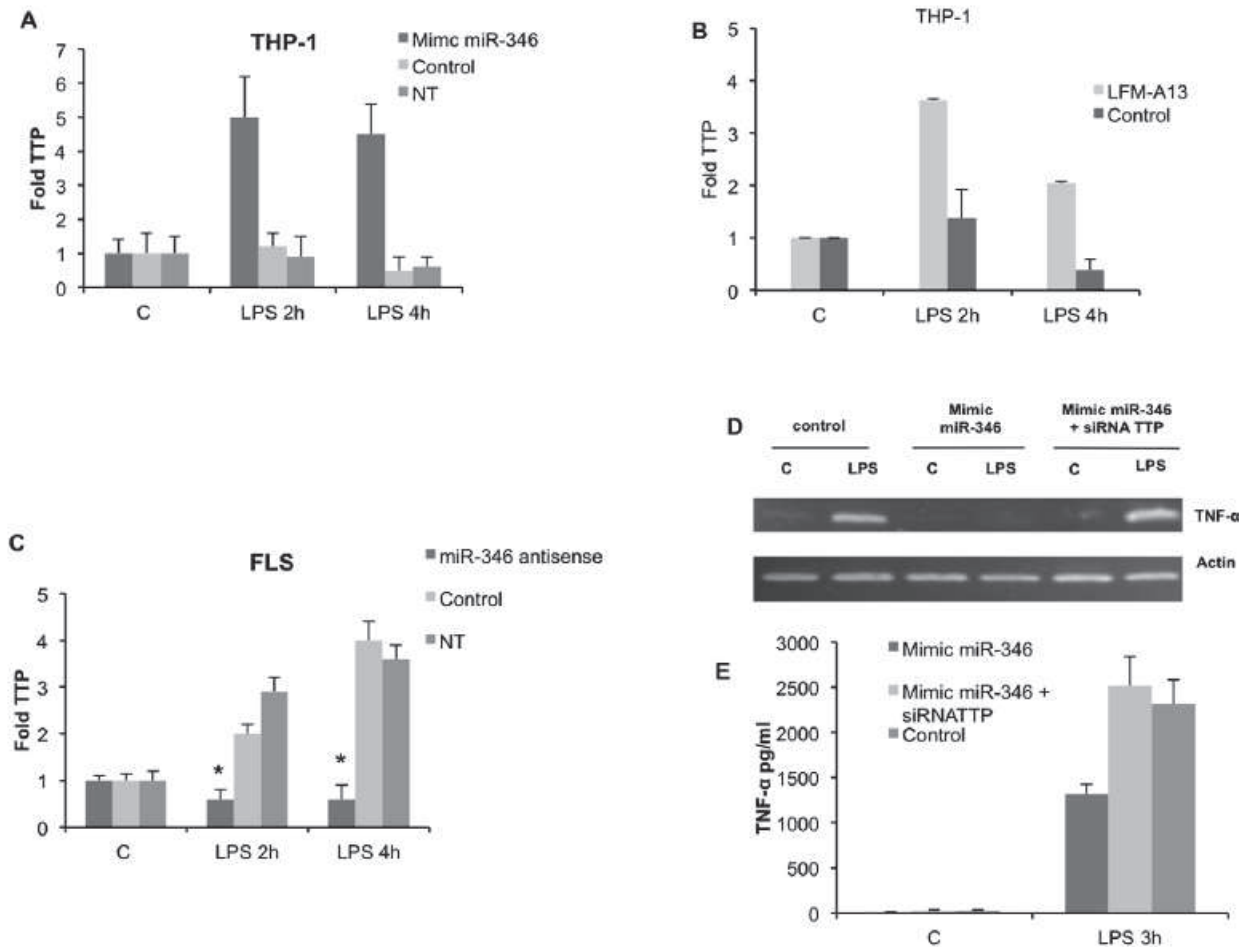 A
THP-1
Mimc miR-346
Control
NT
Fold TTP
7
6
5
4
3
2
1
0
C
LPS 2h
LPS 4h
B
THP-1
LFM-A13
Control
Fold TTP
5
4
3
2
1
0
C
LPS 2h
LPS 4h
C
FLS
miR-346 antisense
Control
NT
Fold TTP
5
4
3
2
1
0
*
*
C
LPS 2h
LPS 4h
D
control
Mimic
miR-346
Mimic miR-346
+ siRNA TTP
C
LPS
C
LPS
C
LPS
TNF-α
Actin
E
Mimic miR-346
Mimic miR-346 +
siRNATTP
Control
TNF-α pg/ml
3000
2500
2000
1500
1000
500
0
C
LPS 3h